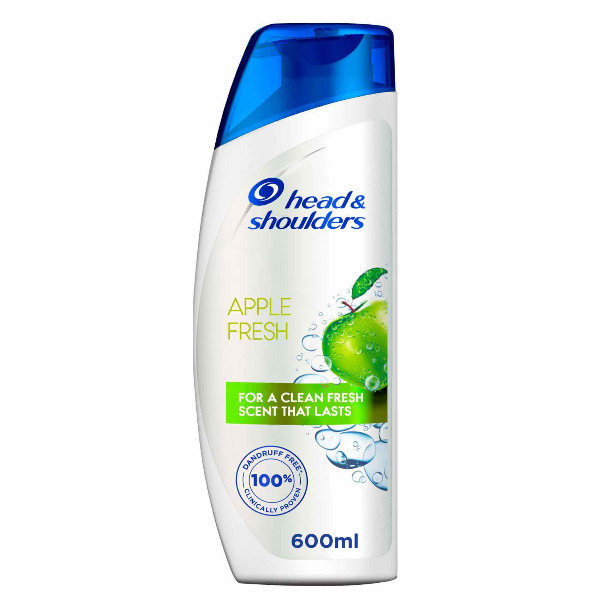 head &
shoulders
APPLE
FRESH
FOR A CLEAN FRESH
SCENT THAT LASTS
DANDRUFF FREE*
100%
CLINICALLY PROVEN
600ml